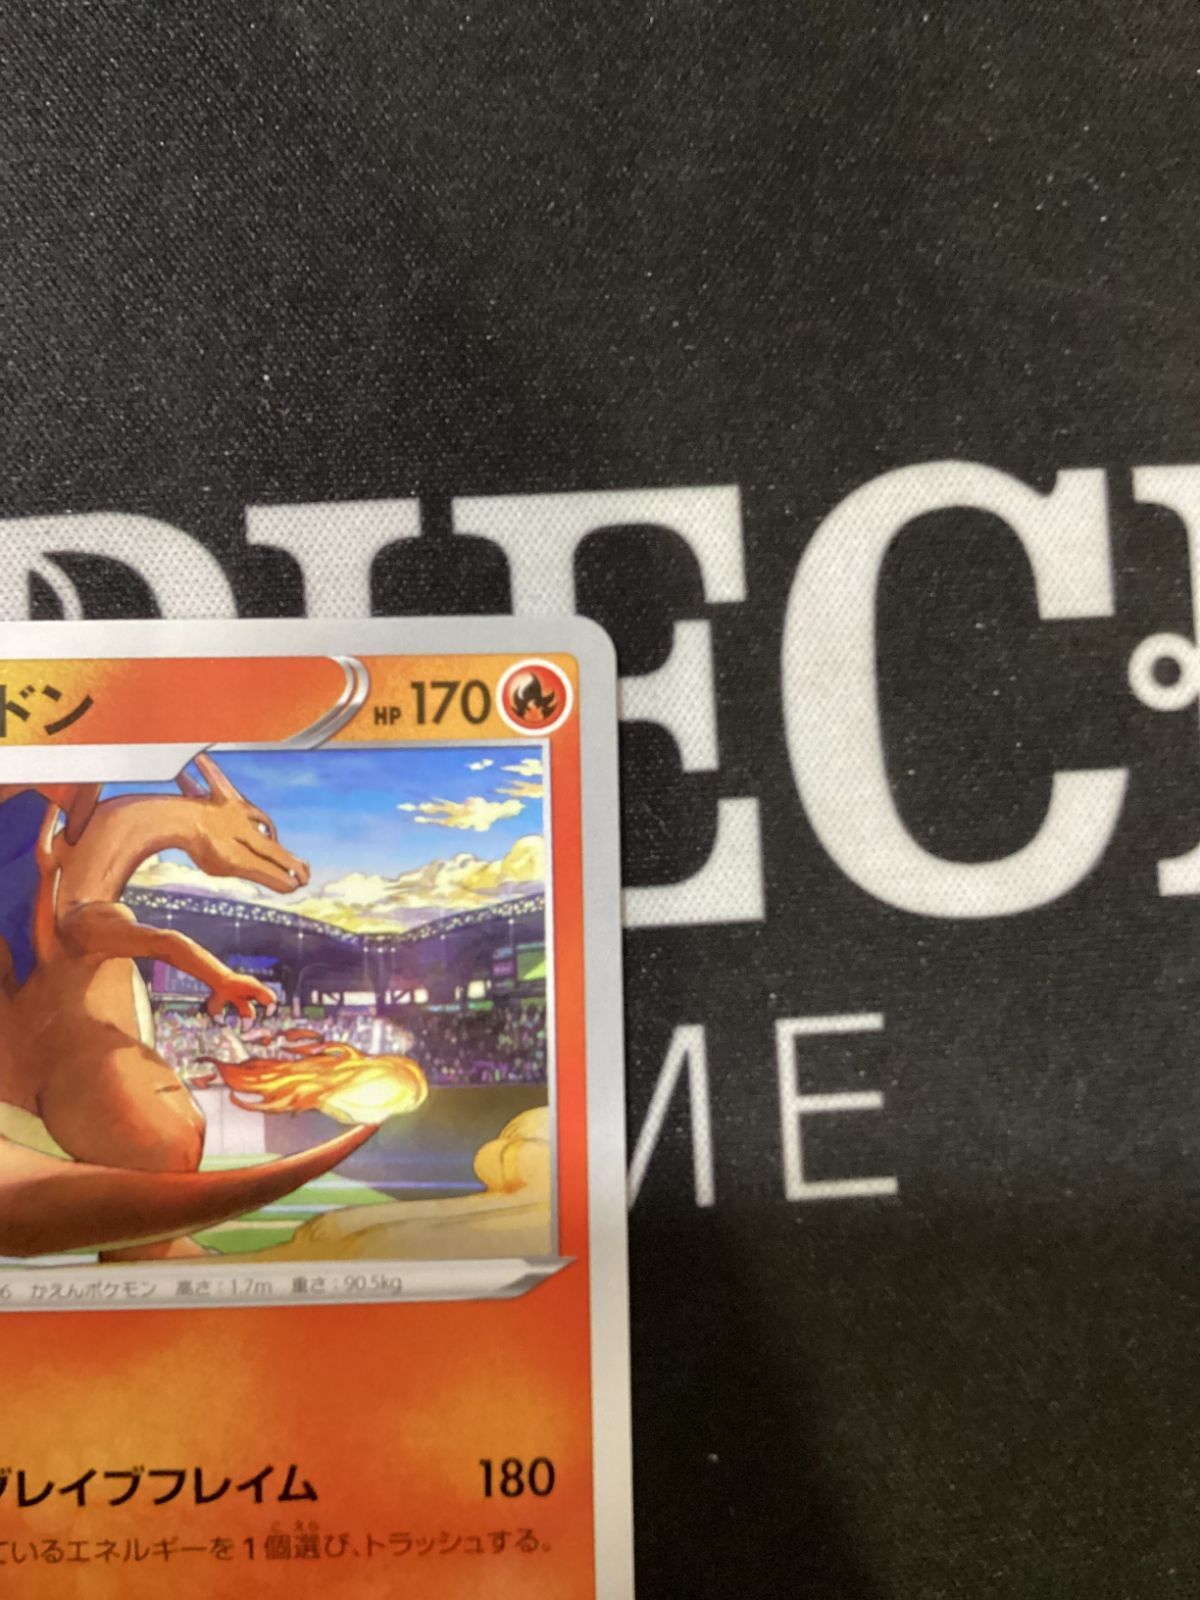 PIECE
ドン HP 170
6 かえんポケモン 高さ：1.7m 重さ：90.5kg
ME
ブレイブフレイム 180
ているエネルギーを1個選び、トラッシュする。